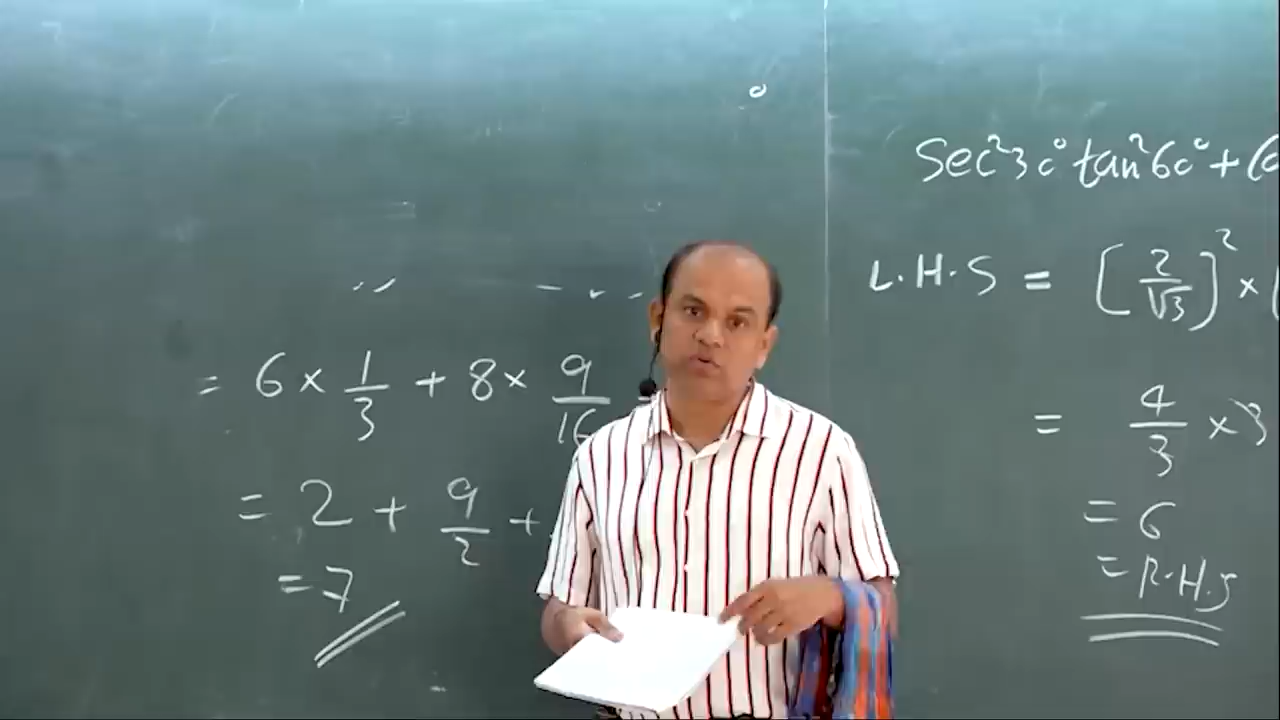 = 6 × 1/3 + 8 × 9/16
= 2 + 9/2 +
= 7
Sec²30° tan²60° +
L.H.S = [2/√3]² ×
= 4/3 × 3
= 6
= R.H.S